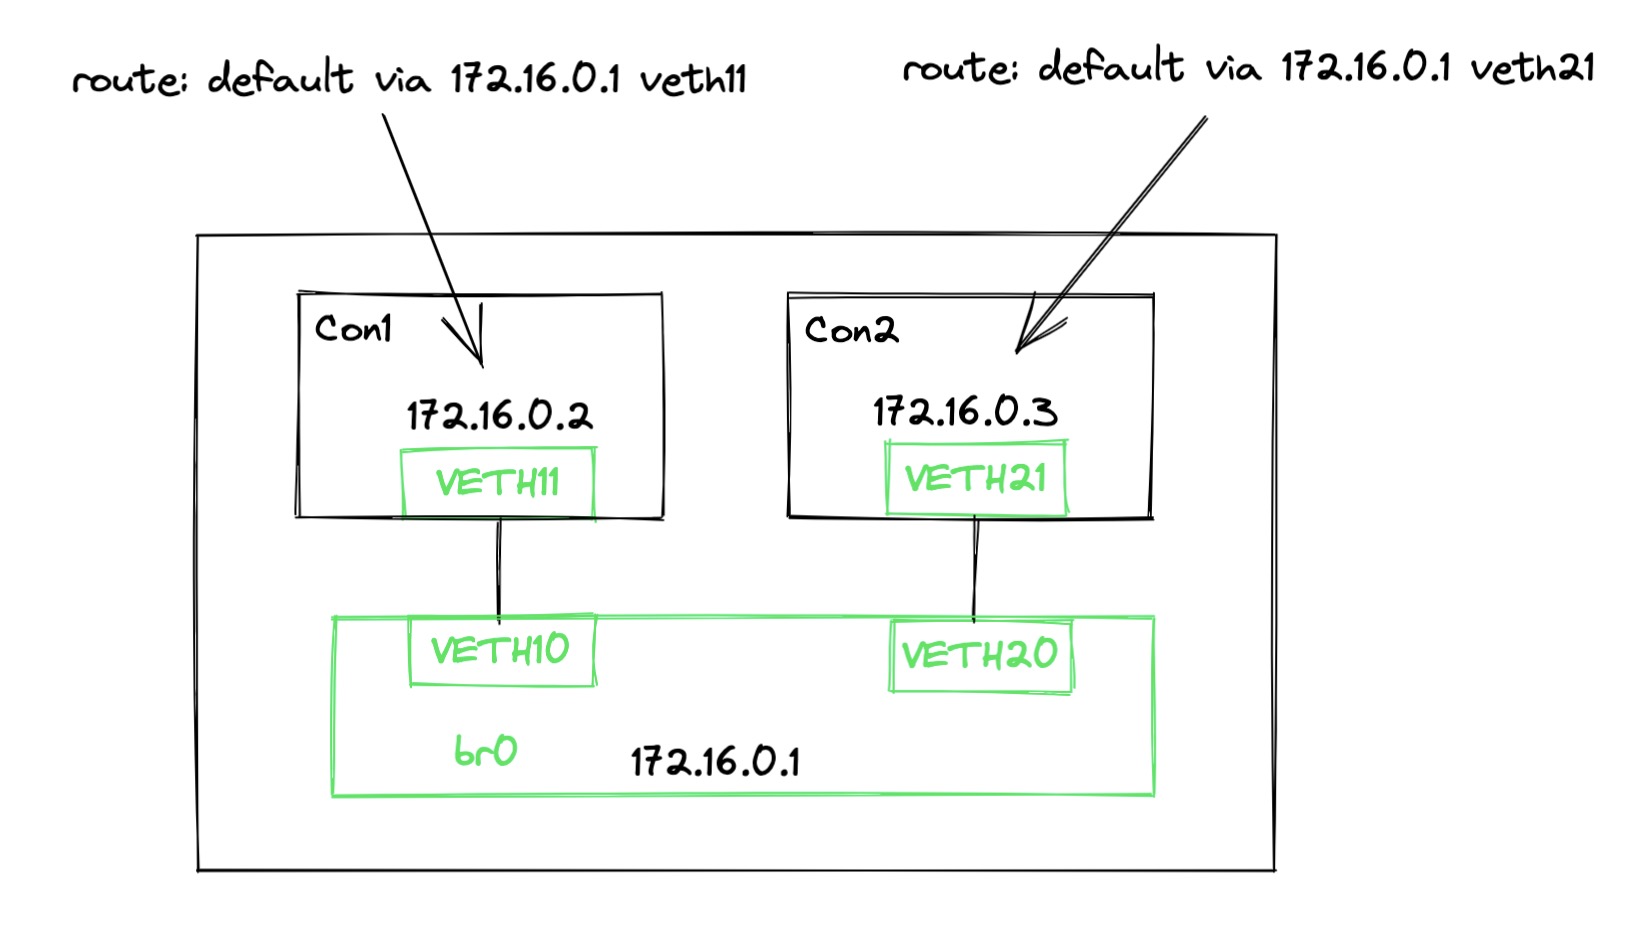 route: default via 172.16.0.1 veth11
route: default via 172.16.0.1 veth21
Con1
Con2
172.16.0.2
172.16.0.3
VETH11
VETH21
VETH10
VETH20
br0
172.16.0.1